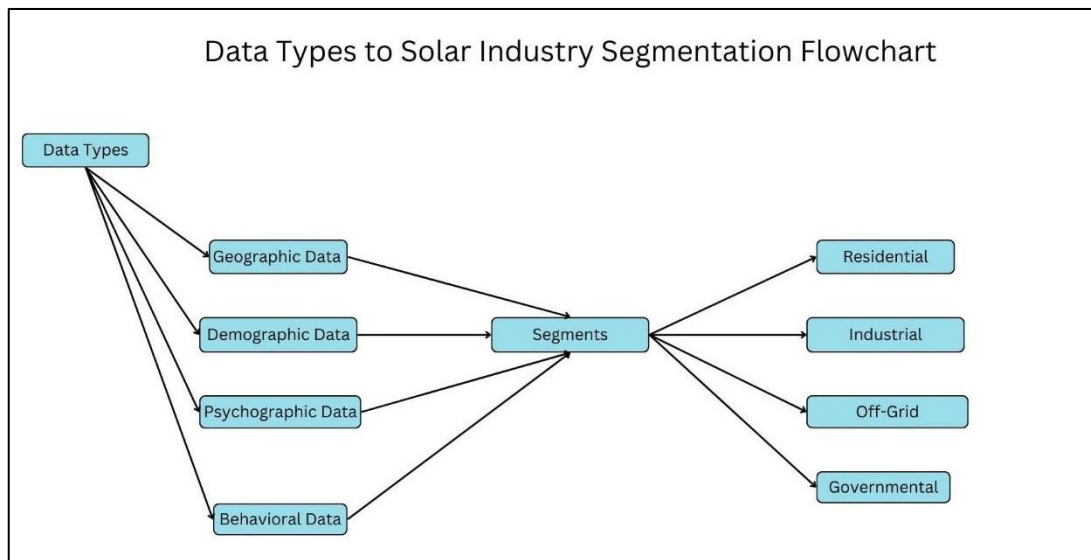 Data Types to Solar Industry Segmentation Flowchart
Data Types
Geographic Data
Demographic Data
Psychographic Data
Behavioral Data
Segments
Residential
Industrial
Off-Grid
Governmental